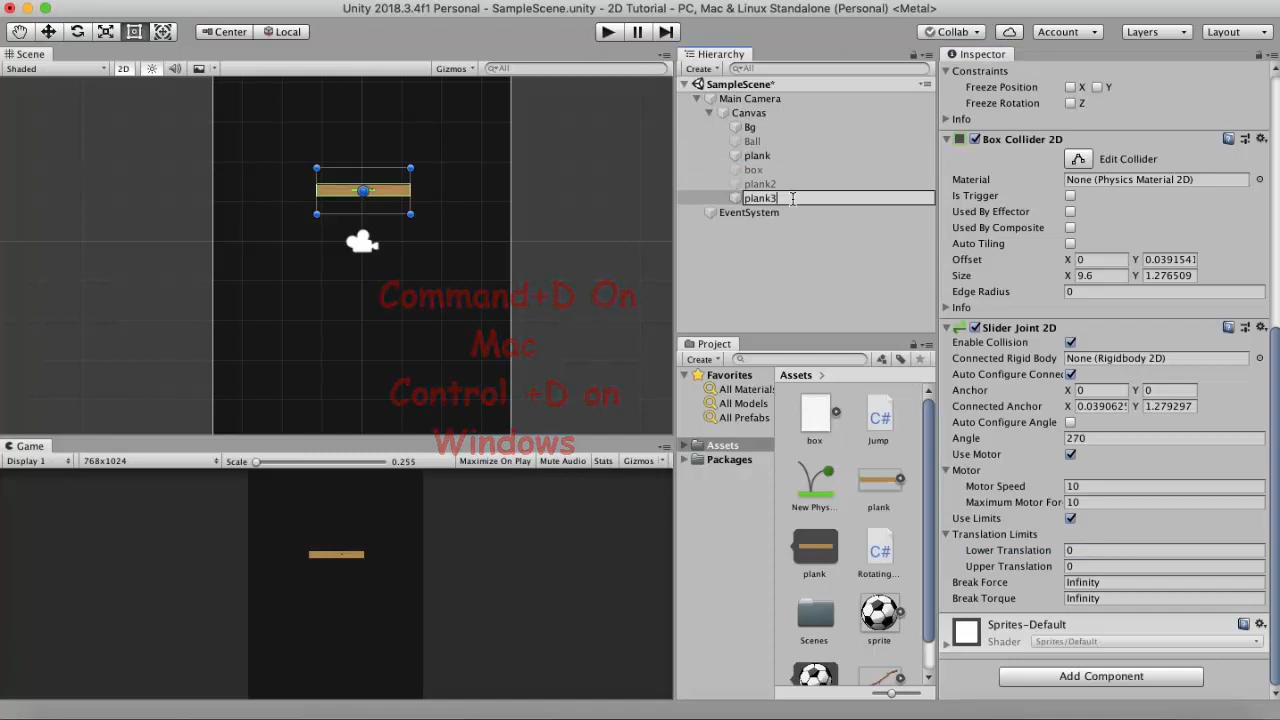 Unity 2018.3.4f1 Personal - SampleScene.unity - 2D Tutorial - PC, Mac & Linux Standalone (Personal) <Metal>
Center Local Collab Account Layers Layout
Scene
Shaded 2D Gizmos All
Hierarchy
Create All
SampleScene*
Main Camera
Canvas
Bg
Ball
plank
box
plank2
plank3
EventSystem
Command+D On
Mac
Control +D on
Windows
Game
Display 1 768x1024 Scale 0.255 Maximize On Play Mute Audio Stats Gizmos
Project
Create
Favorites
All Materials
All Models
All Prefabs
Assets
Packages
Assets
box Jump
New Phys... plank
plank Rotating...
Scenes sprite
Inspector
Constraints
Freeze Position X Y
Freeze Rotation Z
Info
Box Collider 2D
Edit Collider
Material None (Physics Material 2D)
Is Trigger
Used By Effector
Used By Composite
Auto Tiling
Offset X 0 Y 0.0391541
Size X 9.6 Y 1.276509
Edge Radius 0
Info
Slider Joint 2D
Enable Collision
Connected Rigid Body None (Rigidbody 2D)
Auto Configure Connec
Anchor X 0 Y 0
Connected Anchor X 0.039062 Y 1.279297
Auto Configure Angle
Angle 270
Use Motor
Motor
Motor Speed 10
Maximum Motor For 10
Use Limits
Translation Limits
Lower Translation 0
Upper Translation 0
Break Force Infinity
Break Torque Infinity
Sprites-Default
Shader Sprites/Default
Add Component